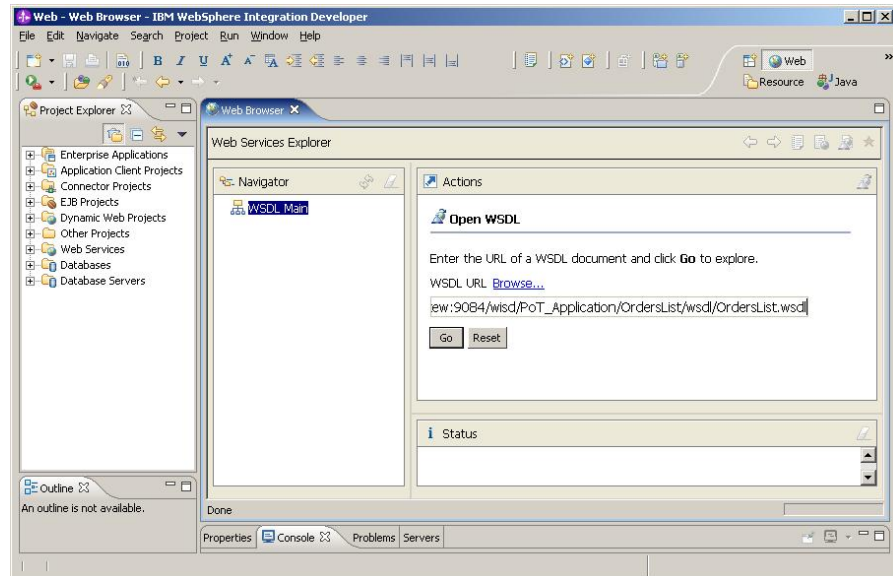 Web - Web Browser - IBM WebSphere Integration Developer
File Edit Navigate Search Project Run Window Help
B I U A A
Web
Resource Java
Project Explorer
Enterprise Applications
Application Client Projects
Connector Projects
EJB Projects
Dynamic Web Projects
Other Projects
Web Services
Databases
Database Servers
Outline
An outline is not available.
Web Browser
Web Services Explorer
Navigator
WSDL Main
Actions
Open WSDL
Enter the URL of a WSDL document and click Go to explore.
WSDL URL Browse...
ew:9084/wisd/PoT_Application/OrdersList/wsdl/OrdersList.wsdl
Go Reset
i Status
Done
Properties Console Problems Servers